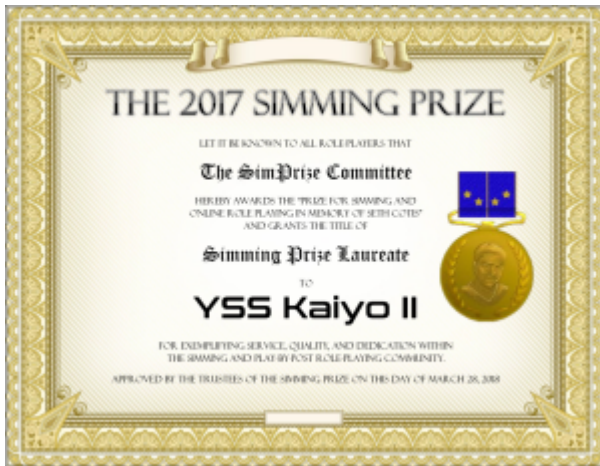 THE 2017 SIMMING PRIZE
LET IT BE KNOWN TO ALL ROLE-PLAYERS THAT
The SimPrize Committee
HEREBY AWARDS THE "PRIZE FOR SIMMING AND
ONLINE ROLE PLAYING IN MEMORY OF SETH COTIS"
AND GRANTS THE TITLE OF
Simming Prize Laureate
TO
YSS Kaiyo II
FOR EXEMPLIFYING SERVICE, QUALITY, AND DEDICATION WITHIN
THE SIMMING AND PLAY-BY-POST ROLE-PLAYING COMMUNITY.
APPROVED BY THE TRUSTEES OF THE SIMMING PRIZE ON THIS DAY OF MARCH 28, 2018